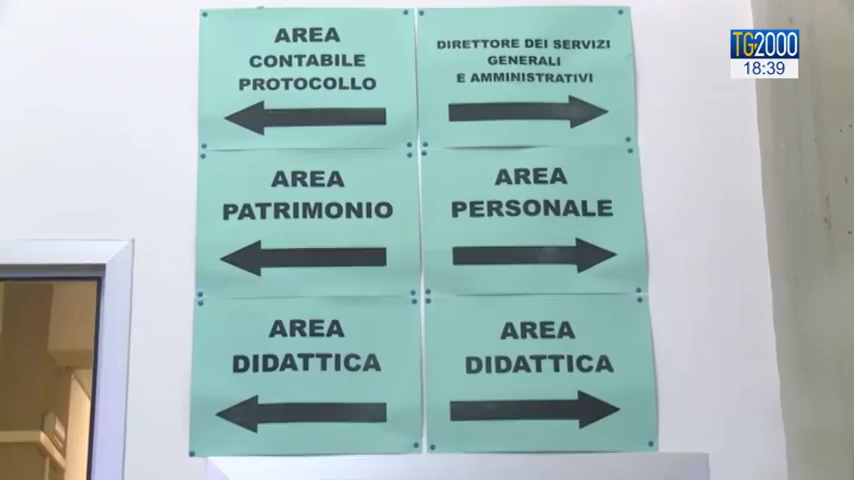 AREA
CONTABILE
PROTOCOLLO
DIRETTORE DEI SERVIZI
GENERALI
E AMMINISTRATIVI
AREA
PATRIMONIO
AREA
PERSONALE
AREA
DIDATTICA
AREA
DIDATTICA
TG2000
18:39